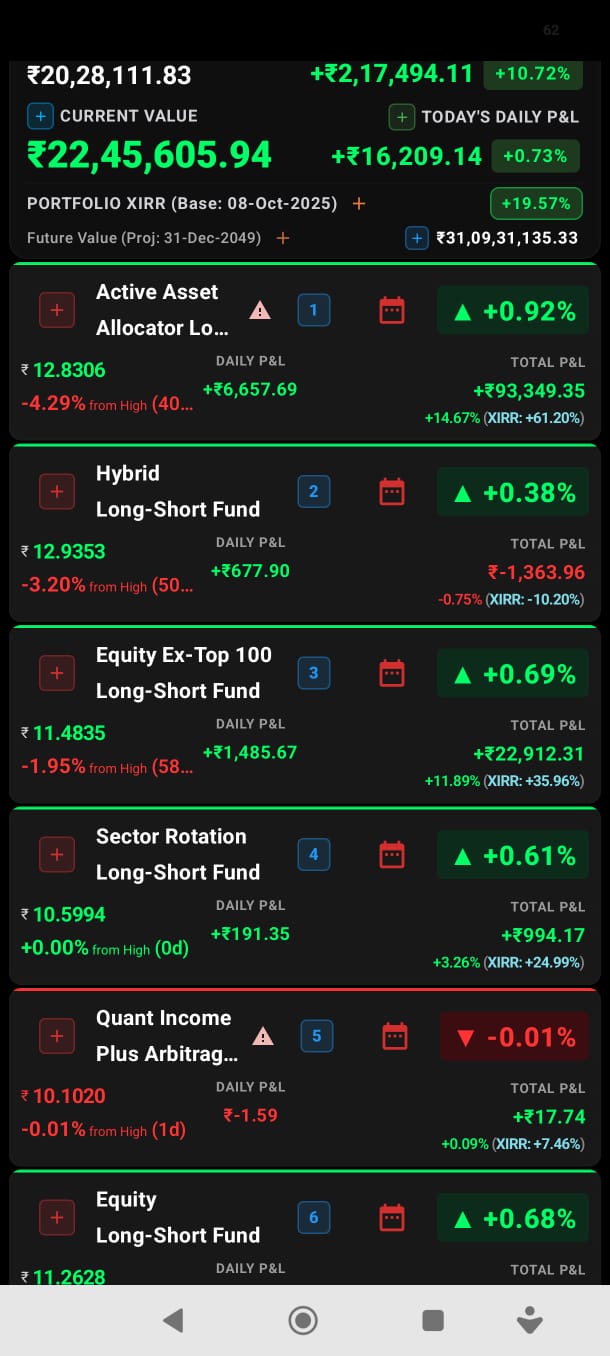 62
₹20,28,111.83 +₹2,17,494.11 +10.72%
+ CURRENT VALUE + TODAY'S DAILY P&L
₹22,45,605.94 +₹16,209.14 +0.73%
PORTFOLIO XIRR (Base: 08-Oct-2025) + +19.57%
Future Value (Proj: 31-Dec-2049) + + ₹31,09,31,135.33
+ Active Asset
Allocator Lo... 1 ▲ +0.92%
₹ 12.8306 DAILY P&L TOTAL P&L
-4.29% from High (40... +₹6,657.69 +₹93,349.35
+14.67% (XIRR: +61.20%)
+ Hybrid
Long-Short Fund 2 ▲ +0.38%
₹ 12.9353 DAILY P&L TOTAL P&L
-3.20% from High (50... +₹677.90 ₹-1,363.96
-0.75% (XIRR: -10.20%)
+ Equity Ex-Top 100
Long-Short Fund 3 ▲ +0.69%
₹ 11.4835 DAILY P&L TOTAL P&L
-1.95% from High (58... +₹1,485.67 +₹22,912.31
+11.89% (XIRR: +35.96%)
+ Sector Rotation
Long-Short Fund 4 ▲ +0.61%
₹ 10.5994 DAILY P&L TOTAL P&L
+0.00% from High (0d) +₹191.35 +₹994.17
+3.26% (XIRR: +24.99%)
+ Quant Income
Plus Arbitrag... 5 ▼ -0.01%
₹ 10.1020 DAILY P&L TOTAL P&L
-0.01% from High (1d) ₹-1.59 +₹17.74
+0.09% (XIRR: +7.46%)
+ Equity
Long-Short Fund 6 ▲ +0.68%
₹ 11.2628 DAILY P&L TOTAL P&L